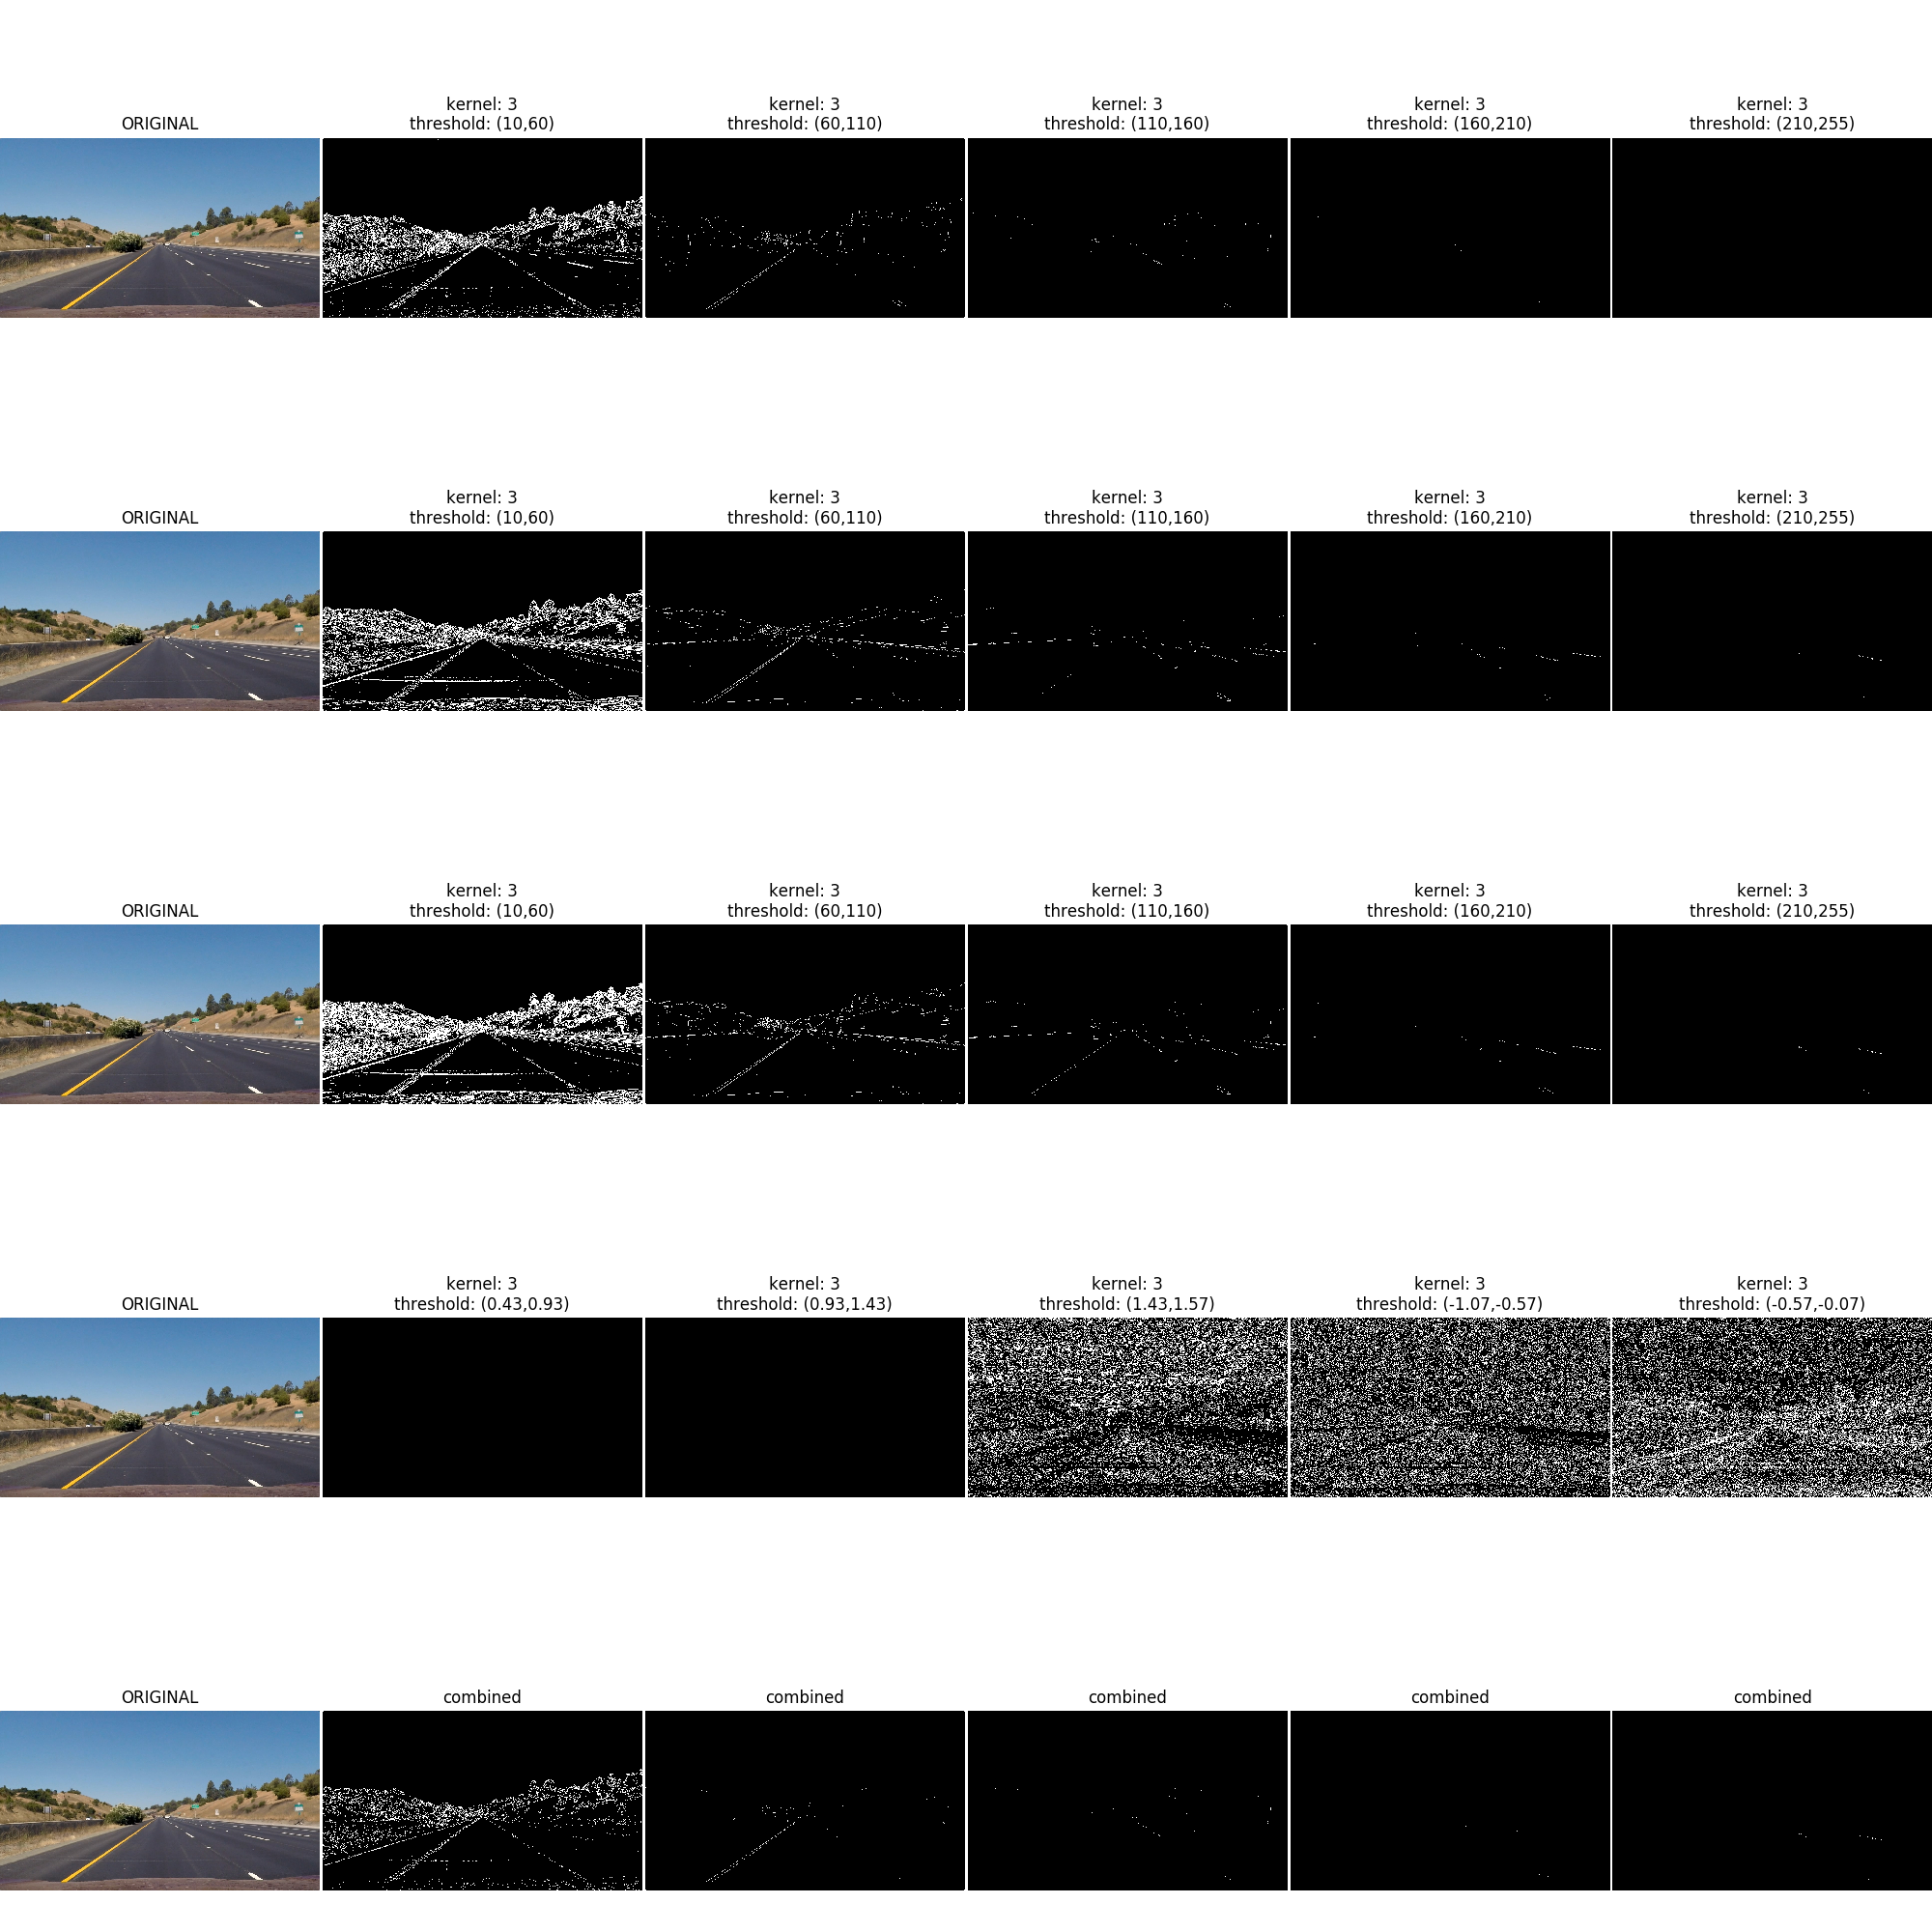 kernel: 3
kernel: 3
kernel: 3
kernel: 3
kernel: 3
ORIGINAL
threshold: (10,60)
threshold: (60,110)
threshold: (110,160)
threshold: (160,210)
threshold: (210,255)
kernel: 3
kernel: 3
kernel: 3
kernel: 3
kernel: 3
ORIGINAL
threshold: (10,60)
threshold: (60,110)
threshold: (110,160)
threshold: (160,210)
threshold: (210,255)
kernel: 3
kernel: 3
kernel: 3
kernel: 3
kernel: 3
ORIGINAL
threshold: (10,60)
threshold: (60,110)
threshold: (110,160)
threshold: (160,210)
threshold: (210,255)
kernel: 3
kernel: 3
kernel: 3
kernel: 3
kernel: 3
ORIGINAL
threshold: (0.43,0.93)
threshold: (0.93,1.43)
threshold: (1.43,1.57)
threshold: (-1.07,-0.57)
threshold: (-0.57,-0.07)
ORIGINAL
combined
combined
combined
combined
combined